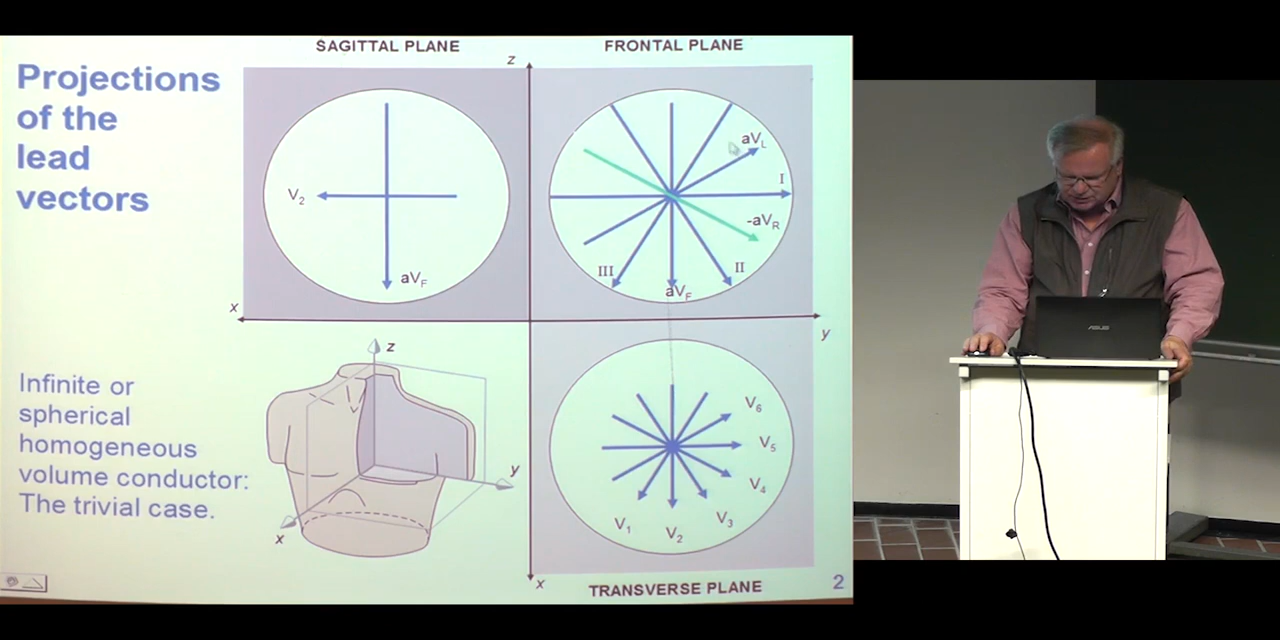 Projections
of the
lead
vectors
SAGITTAL PLANE
FRONTAL PLANE
z
V2
aVF
x
aVL
I
-aVR
II
III
aVF
y
Infinite or
spherical
homogeneous
volume conductor:
The trivial case.
z
y
x
V6
V5
V4
V3
V2
V1
x
TRANSVERSE PLANE
2
ASUS